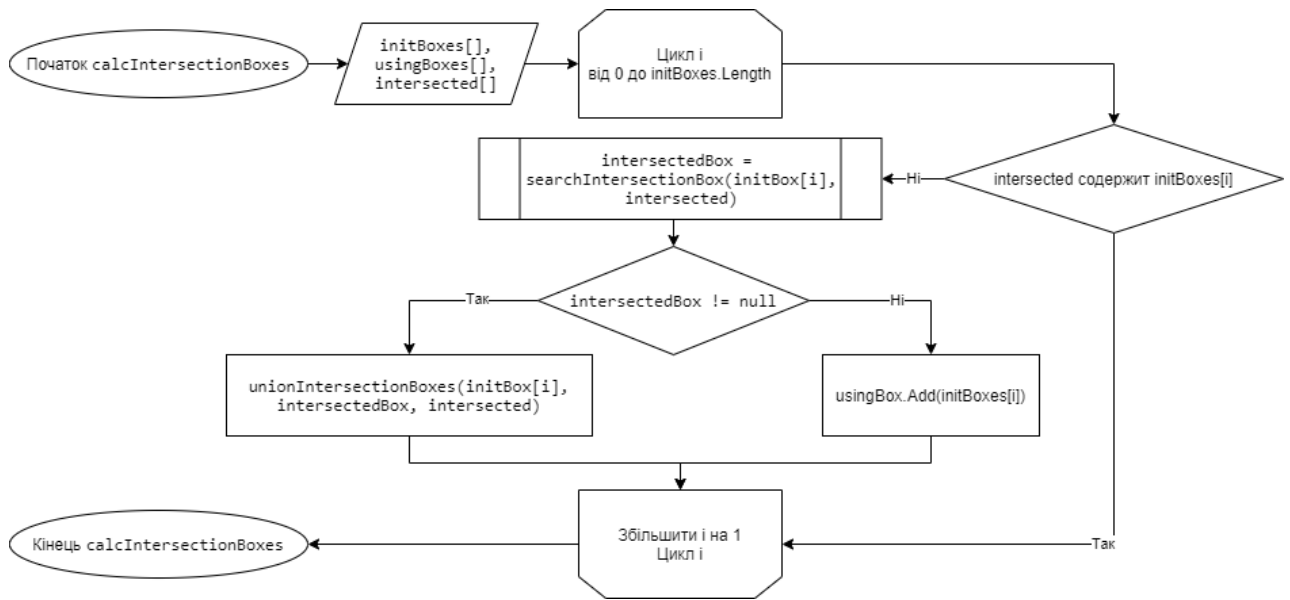 Початок calcIntersectionBoxes
initBoxes[],
usingBoxes[],
intersected[]
Цикл i
від 0 до initBoxes.Length
intersected содержит initBoxes[i]
Ні
intersectedBox =
searchIntersectionBox(initBox[i],
intersected)
intersectedBox != null
Так
Ні
unionIntersectionBoxes(initBox[i],
intersectedBox, intersected)
usingBox.Add(initBoxes[i])
Збільшити і на 1
Цикл і
Так
Кінець calcIntersectionBoxes